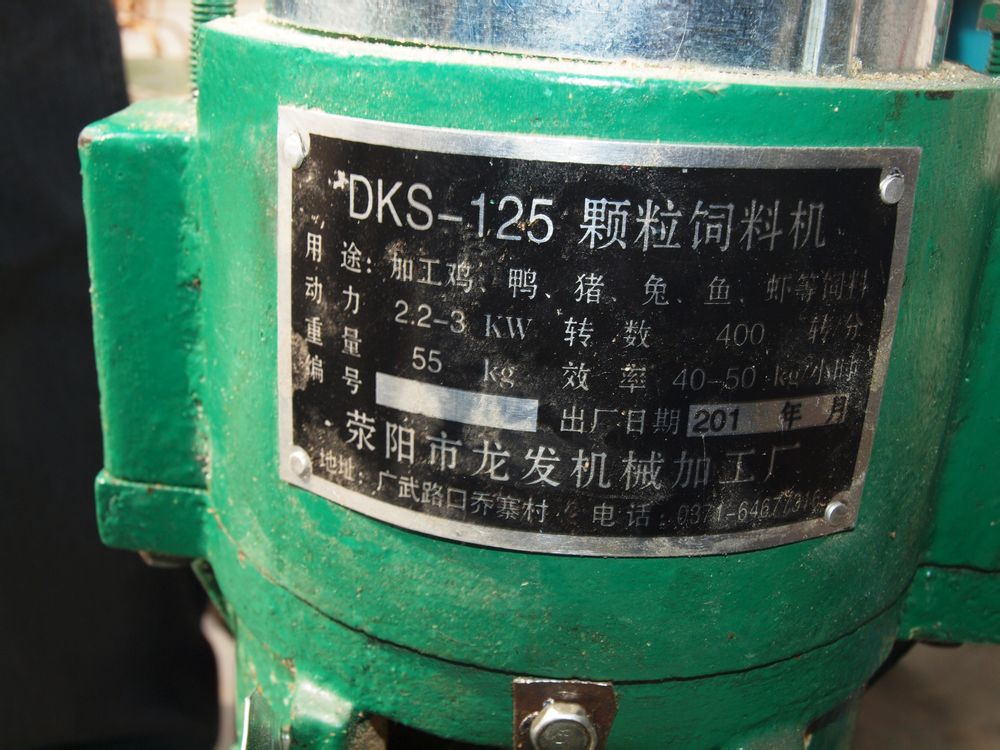 DKS-125 颗粒饲料机
用途：加工鸡、鸭、猪、兔、鱼、虾等饲料
动力 2.2-3 KW 转数 400 转分
重量 55 kg 效率 40-50 kg/小时
编号 出厂日期 201 年 月
荥阳市龙发机械加工厂
地址：广武路口乔寨村 电话：